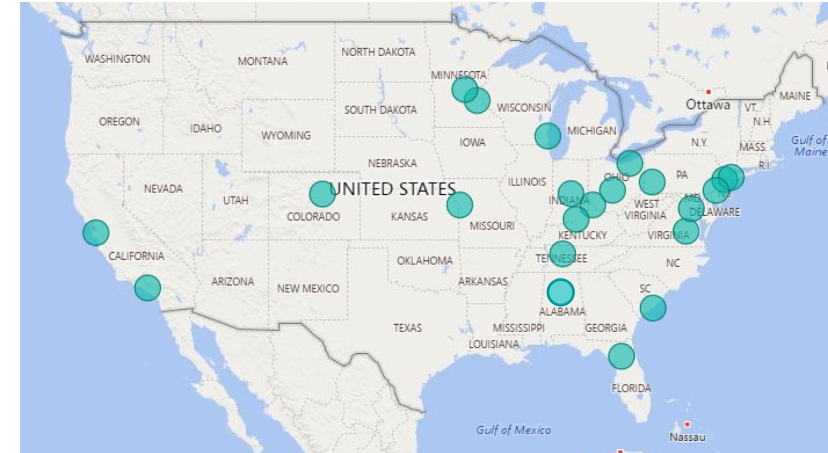 WASHINGTON
MONTANA
NORTH DAKOTA
MINNESOTA
OREGON
IDAHO
WYOMING
SOUTH DAKOTA
WISCONSIN
MICHIGAN
Ottawa
VT.
N.H.
MAINE
Gulf of
Maine
N.Y.
MASS.
R.I.
NEVADA
UTAH
COLORADO
NEBRASKA
UNITED STATES
KANSAS
IOWA
ILLINOIS
MISSOURI
INDIANA
OHIO
PA
WEST
VIRGINIA
MD
DELAWARE
KENTUCKY
VIRGINIA
CALIFORNIA
ARIZONA
NEW MEXICO
OKLAHOMA
ARKANSAS
TENNESSEE
NC
SC
TEXAS
LOUISIANA
MISSISSIPPI
ALABAMA
GEORGIA
FLORIDA
Gulf of Mexico
Nassau